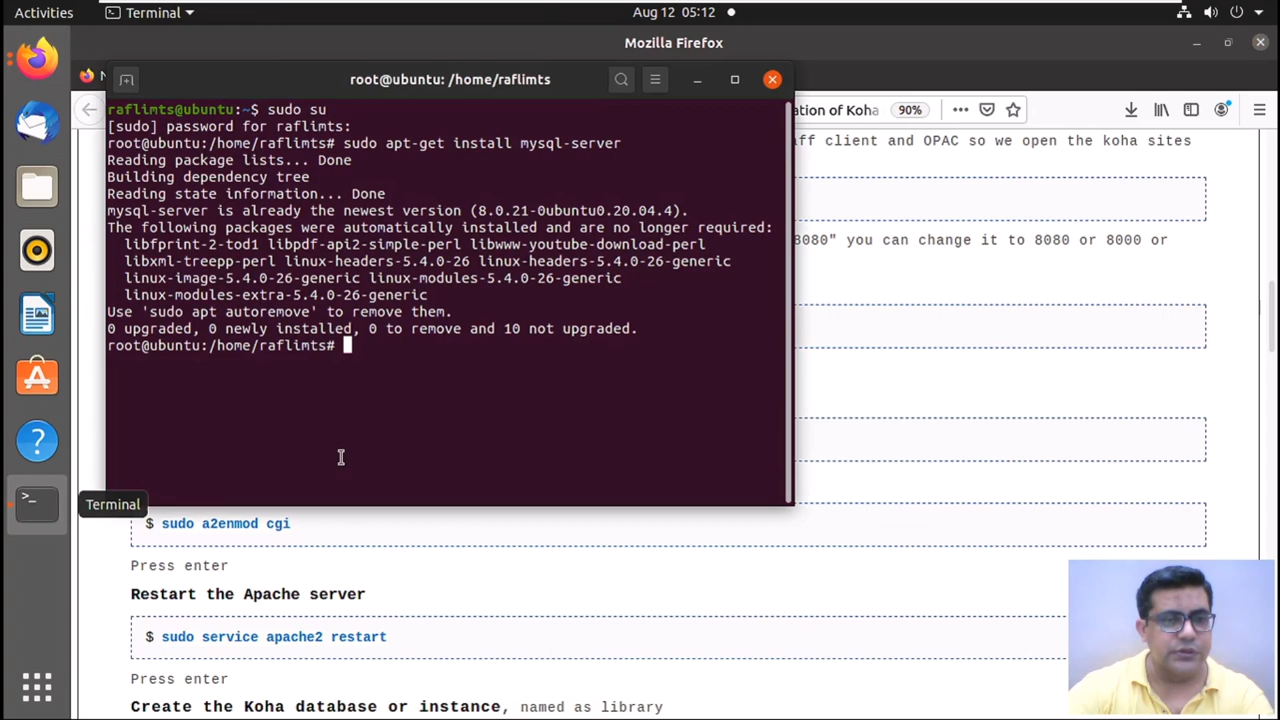 Activities
Terminal
Aug 12 05:12
Mozilla Firefox
root@ubuntu: /home/raflimts
ation of Koha
90%
raflimts@ubuntu:~$ sudo su
[sudo] password for raflimts:
root@ubuntu:/home/raflimts# sudo apt-get install mysql-server
Reading package lists... Done
Building dependency tree
Reading state information... Done
mysql-server is already the newest version (8.0.21-0ubuntu0.20.04.4).
The following packages were automatically installed and are no longer required:
libfprint-2-tod1 libpdf-api2-simple-perl libwww-youtube-download-perl
libxml-treepp-perl linux-headers-5.4.0-26 linux-headers-5.4.0-26-generic
linux-image-5.4.0-26-generic linux-modules-5.4.0-26-generic
linux-modules-extra-5.4.0-26-generic
Use 'sudo apt autoremove' to remove them.
0 upgraded, 0 newly installed, 0 to remove and 10 not upgraded.
root@ubuntu:/home/raflimts#
aff client and OPAC so we open the koha sites
8080" you can change it to 8080 or 8000 or
Terminal
$ sudo a2enmod cgi
Press enter
Restart the Apache server
$ sudo service apache2 restart
Press enter
Create the Koha database or instance, named as library